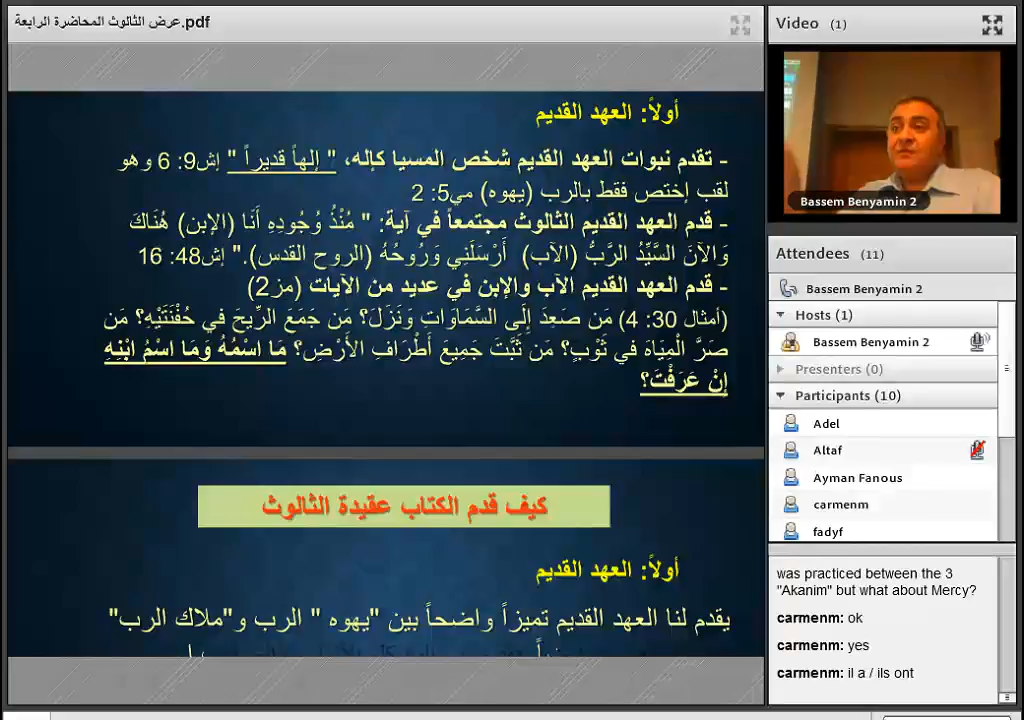 عرض الثالوث المحاضرة الرابعة.pdf
أولاً: العهد القديم
- تقدم نبوات العهد القديم شخص المسيا كإله، " إلهاً قديراً " إش9: 6 وهو
لقب إختص فقط بالرب (يهوه) مي5: 2
- قدم العهد القديم الثالوث مجتمعاً في آية: " مُنْذُ وُجُودِهِ أَنَا (الإبن) هُنَاكَ
وَالآنَ السَّيِّدُ الرَّبُّ (الآب) أَرْسَلَنِي وَرُوحُهُ (الروح القدس)." إش48: 16
- قدم العهد القديم الآب والإبن في عديد من الآيات (مز2)
(أمثال 30: 4) مَن صَعِدَ إِلَى السَّمَاوَاتِ وَنَزَلَ؟ مَن جَمَعَ الرِّيحَ في حُفْنَتَيْهِ؟ مَن
صَرَّ الْمِيَاهَ في ثَوْبٍ؟ مَن ثَبَّتَ جَمِيعَ أَطْرَافِ الأَرْضِ؟ مَا اسْمُهُ وَمَا اسْمُ ابْنِهِ
إنْ عَرَفْتَ؟
كيف قدم الكتاب عقيدة الثالوث
أولاً: العهد القديم
يقدم لنا العهد القديم تميزاً واضحاً بين "يهوه " الرب و"ملاك الرب"
Video (1)
Bassem Benyamin 2
Attendees (11)
Bassem Benyamin 2
Hosts (1)
Bassem Benyamin 2
Presenters (0)
Participants (10)
Adel
Altaf
Ayman Fanous
carmenm
fadyf
was practiced between the 3
"Akanim" but what about Mercy?
carmenm: ok
carmenm: yes
carmenm: il a / ils ont